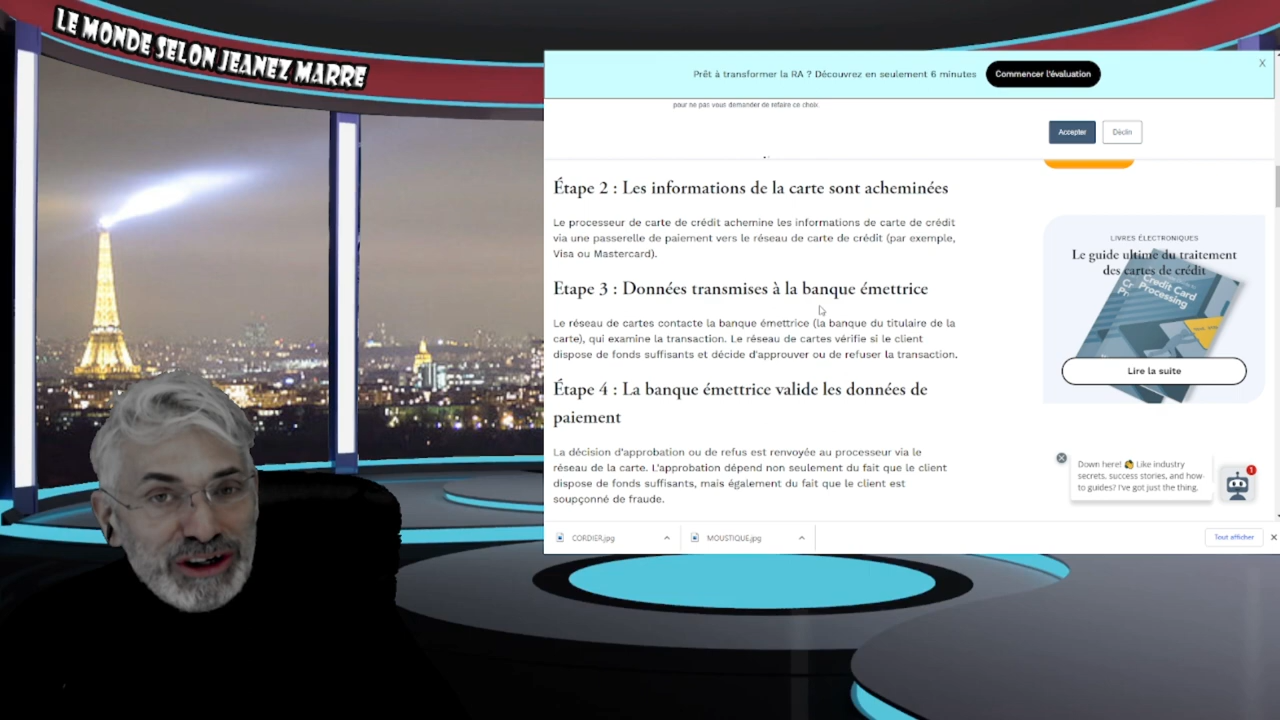 LE MONDE SELON JEANEZ MARRE
Prêt à transformer la RA ? Découvrez en seulement 6 minutes
Commencer l'évaluation
X
pour ne pas vous demander de refaire ce choix
Accepter
Déclin
Étape 2 : Les informations de la carte sont acheminées
Le processeur de carte de crédit achemine les informations de carte de crédit
via une passerelle de paiement vers le réseau de carte de crédit (par exemple,
Visa ou Mastercard).
Etape 3 : Données transmises à la banque émettrice
Le réseau de cartes contacte la banque émettrice (la banque du titulaire de la
carte), qui examine la transaction. Le réseau de cartes vérifie si le client
dispose de fonds suffisants et décide d'approuver ou de refuser la transaction.
Étape 4 : La banque émettrice valide les données de
paiement
La décision d'approbation ou de refus est renvoyée au processeur via le
réseau de la carte. L'approbation dépend non seulement du fait que le client
dispose de fonds suffisants, mais également du fait que le client est
soupçonné de fraude.
LIVRES ÉLECTRONIQUES
Le guide ultime du traitement
des cartes de crédit
Credit Card
Processing
Lire la suite
Down here! 👇 Like industry
secrets, success stories, and how-
to guides? I've got just the thing.
1
CORDIER.jpg
MOUSTIQUE.jpg
Tout afficher